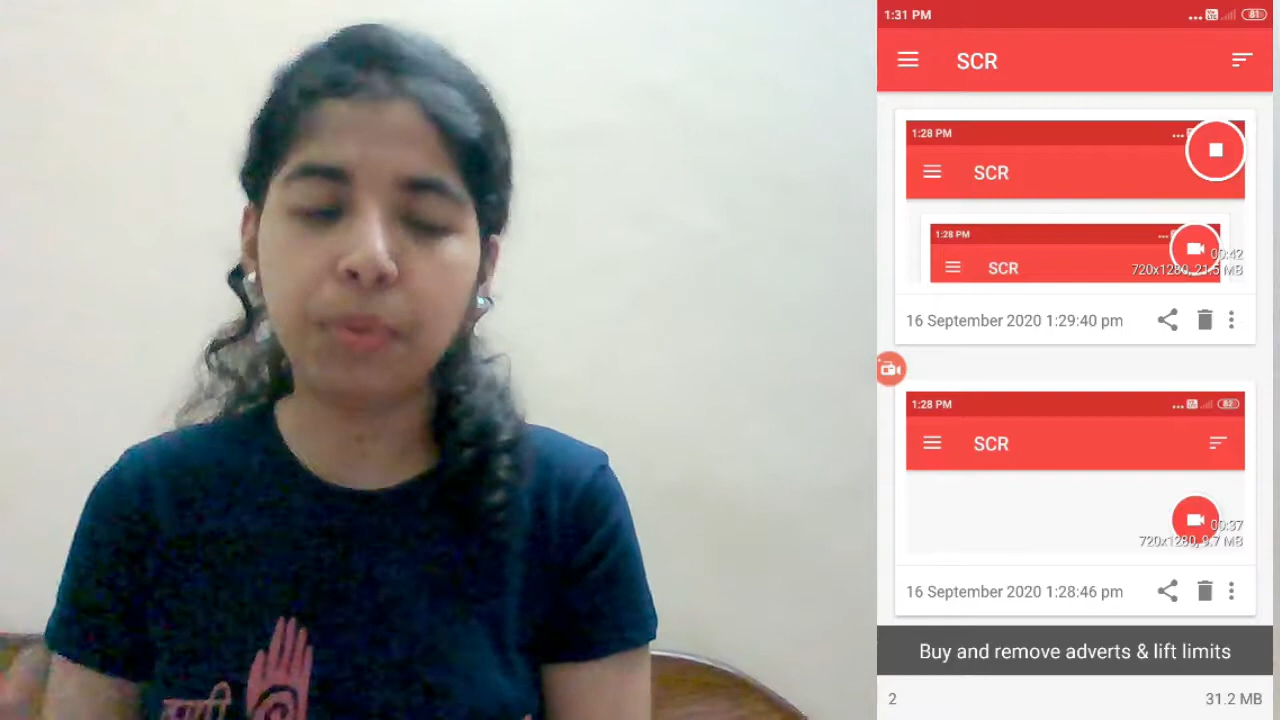 1:31 PM
81
SCR
1:28 PM
SCR
1:28 PM
SCR
00:42
720x1280, 21.5 MB
16 September 2020 1:29:40 pm
1:28 PM
82
SCR
00:37
720x1280, 9.7 MB
16 September 2020 1:28:46 pm
Buy and remove adverts & lift limits
2
31.2 MB